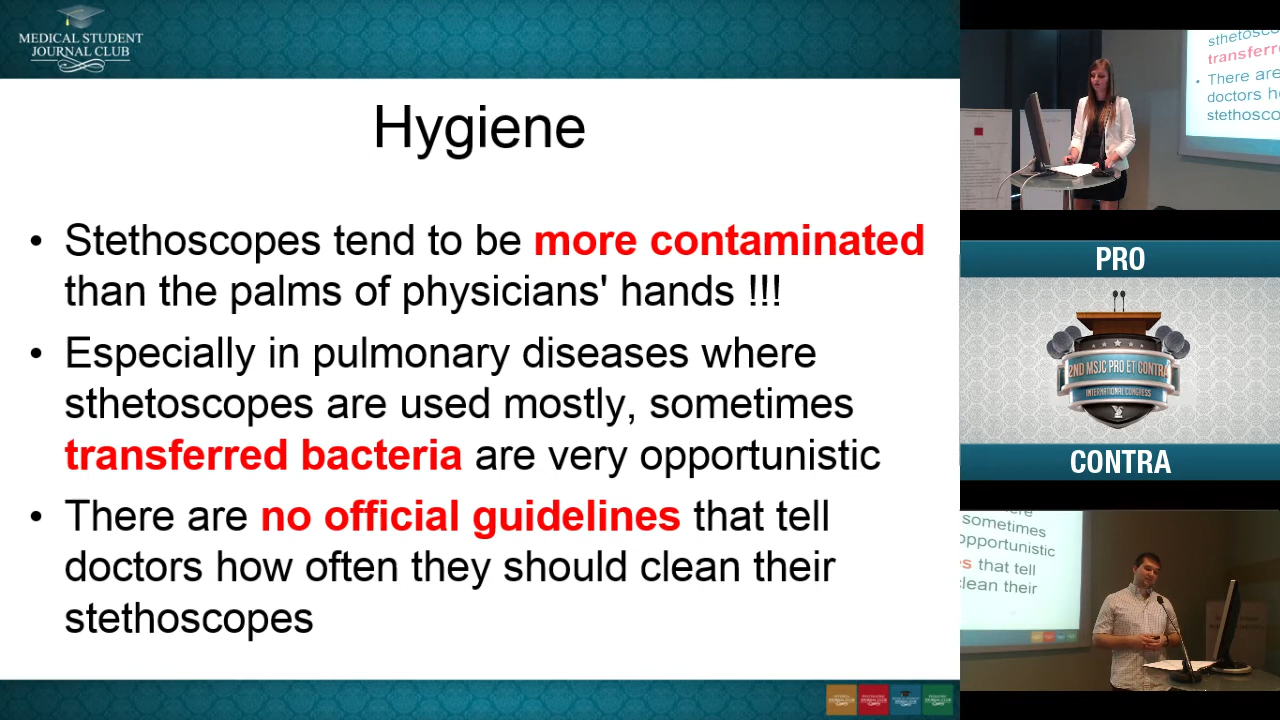 MEDICAL STUDENT
JOURNAL CLUB
Hygiene
• Stethoscopes tend to be more contaminated
than the palms of physicians' hands !!!
• Especially in pulmonary diseases where
sthetoscopes are used mostly, sometimes
transferred bacteria are very opportunistic
• There are no official guidelines that tell
doctors how often they should clean their
stethoscopes
sthetosco
transferr
• There are
doctors h
stethosco
PRO
2ND MSJC PRO ET CONTRA
INTERNATIONAL CONGRESS
CONTRA
sometimes
opportunistic
es that tell
clean their